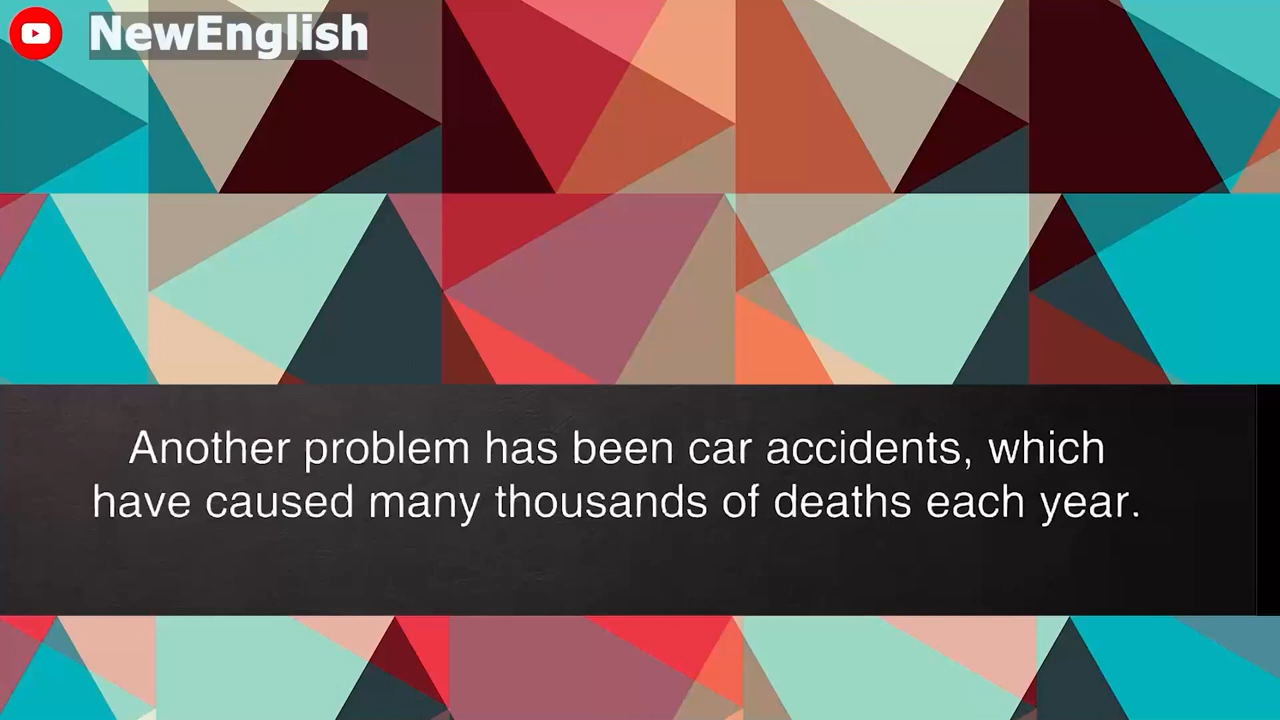 NewEnglish
Another problem has been car accidents, which
have caused many thousands of deaths each year.